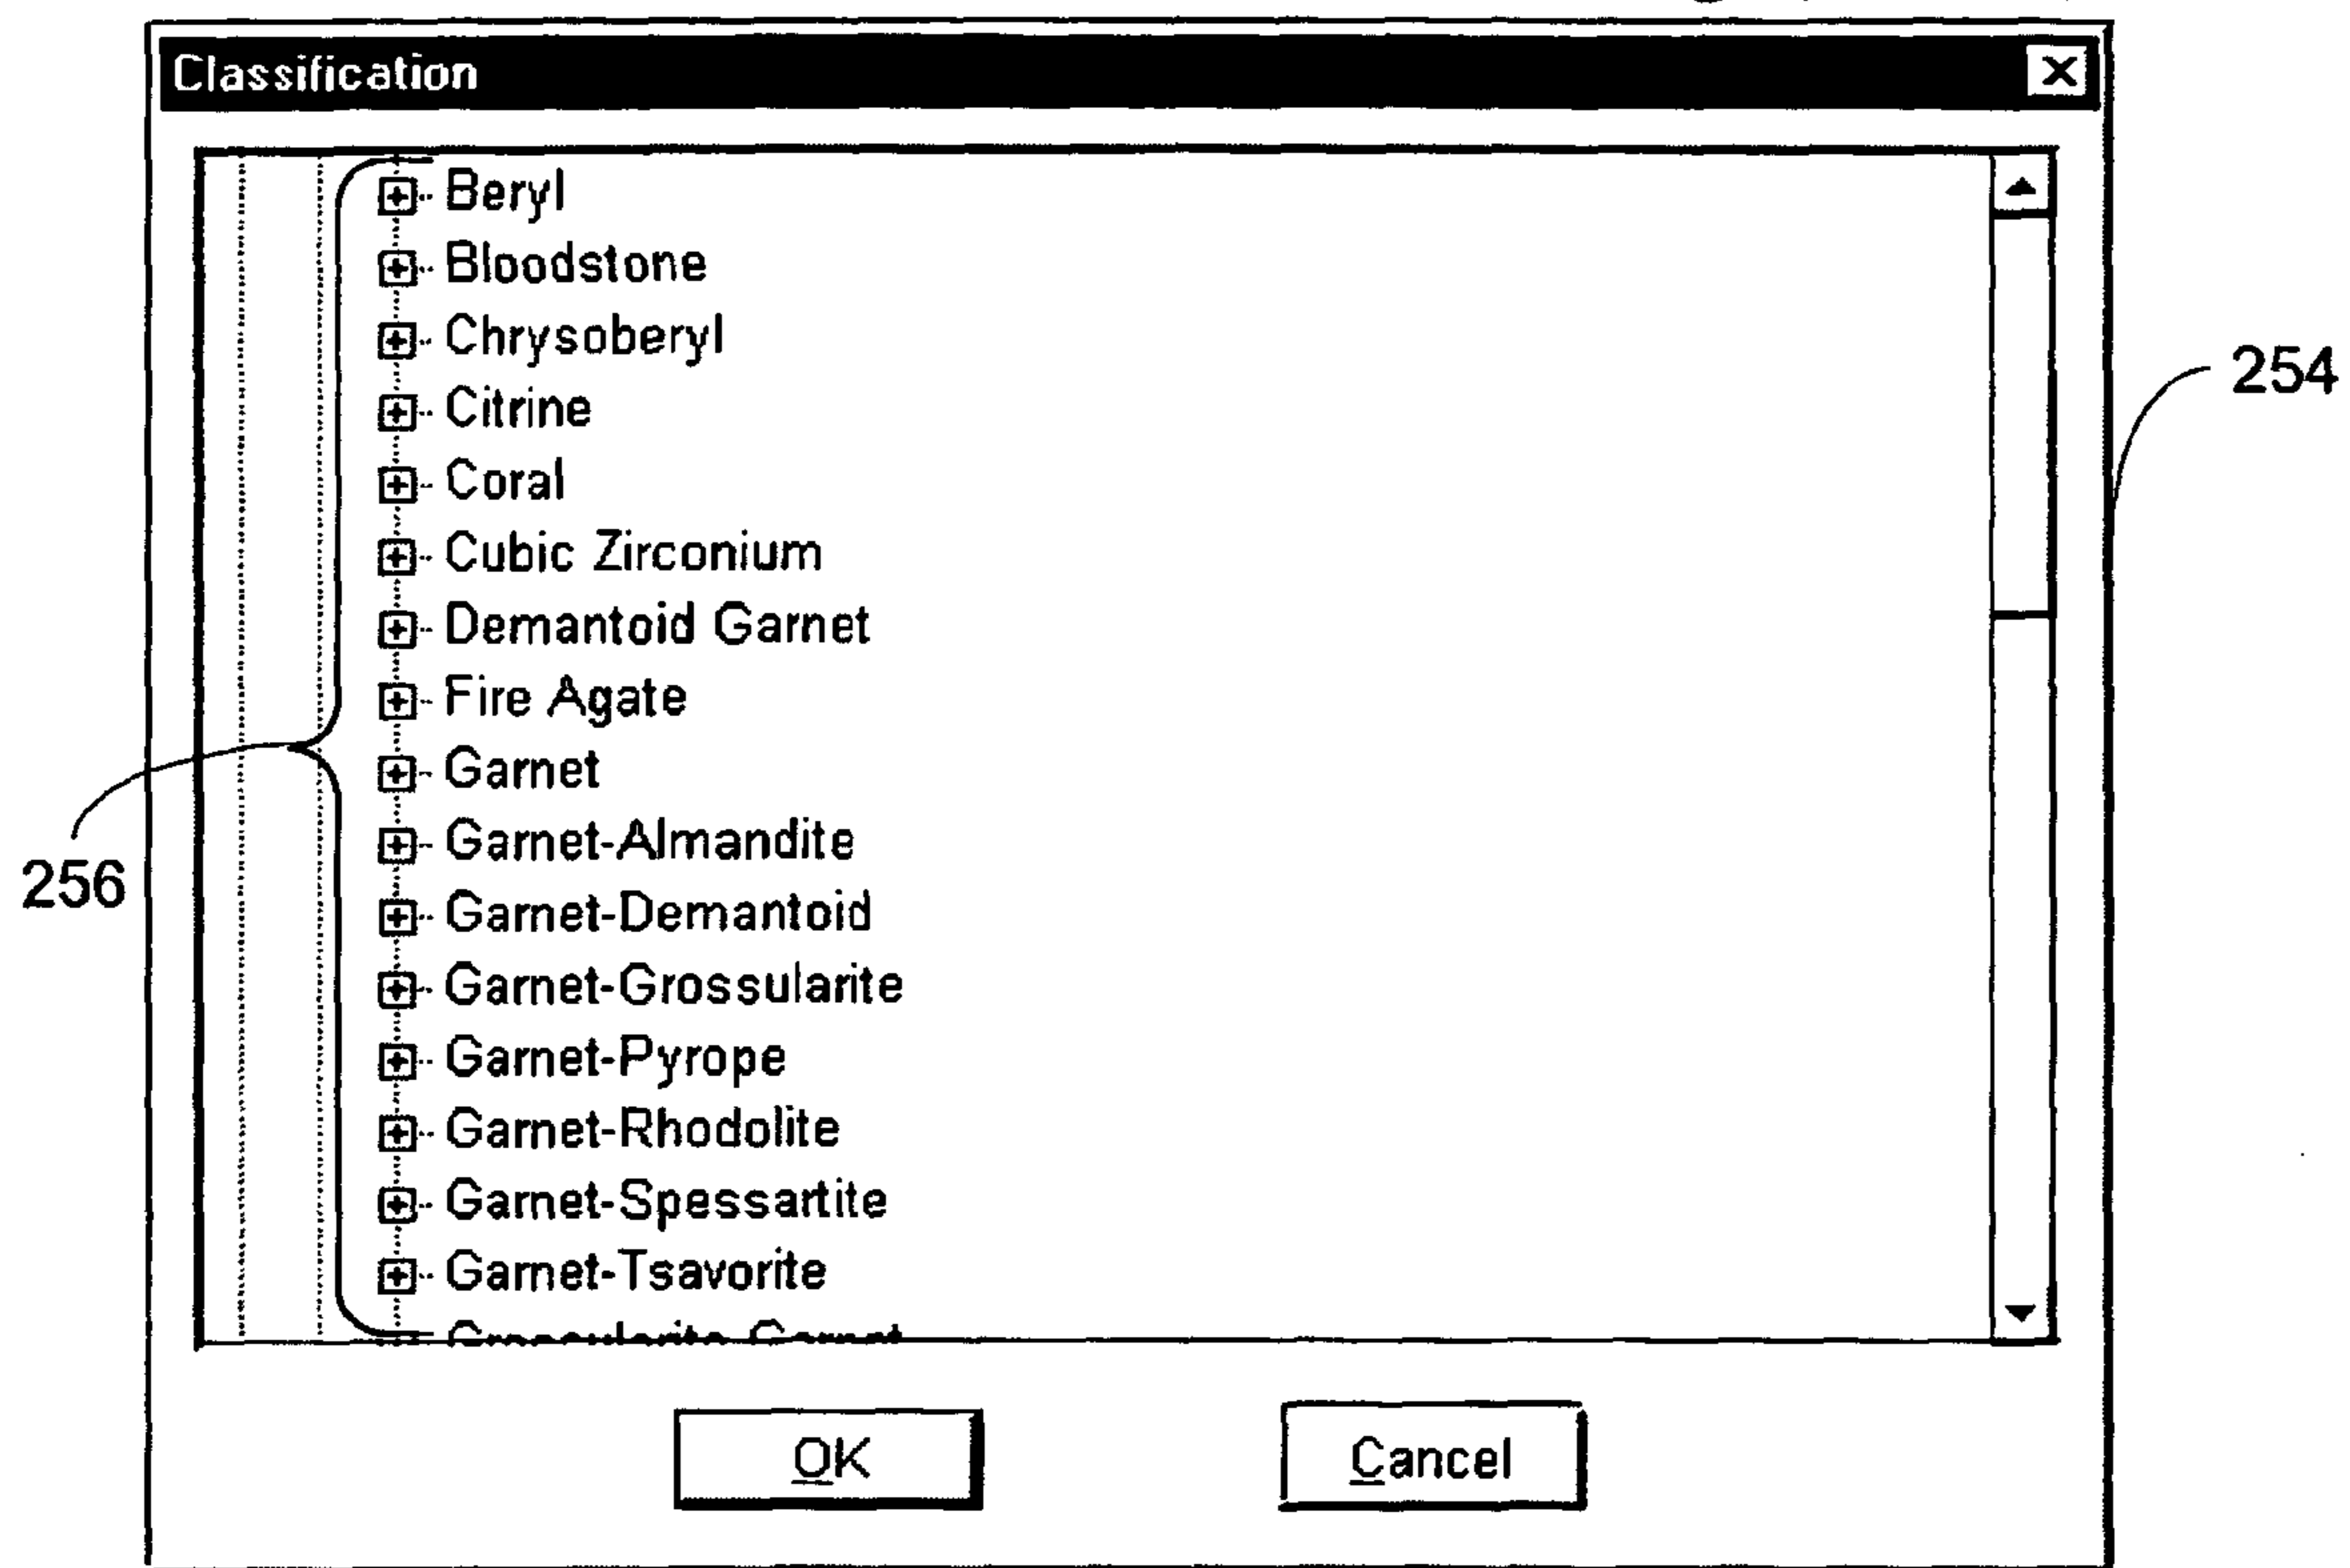 Classification
Beryl
Bloodstone
Chrysoberyl
Citrine
254
Coral
Cubic Zirconium
Demantoid Garnet
Fire Agate
Garnet
Garnet-Almandite
256
Garnet-Demantoid
Garnet-Grossularite
Garnet-Pyrope
Garnet-Rhodolite
Garnet-Spessartite
Garnet-Tsavorite
OK
Cancel